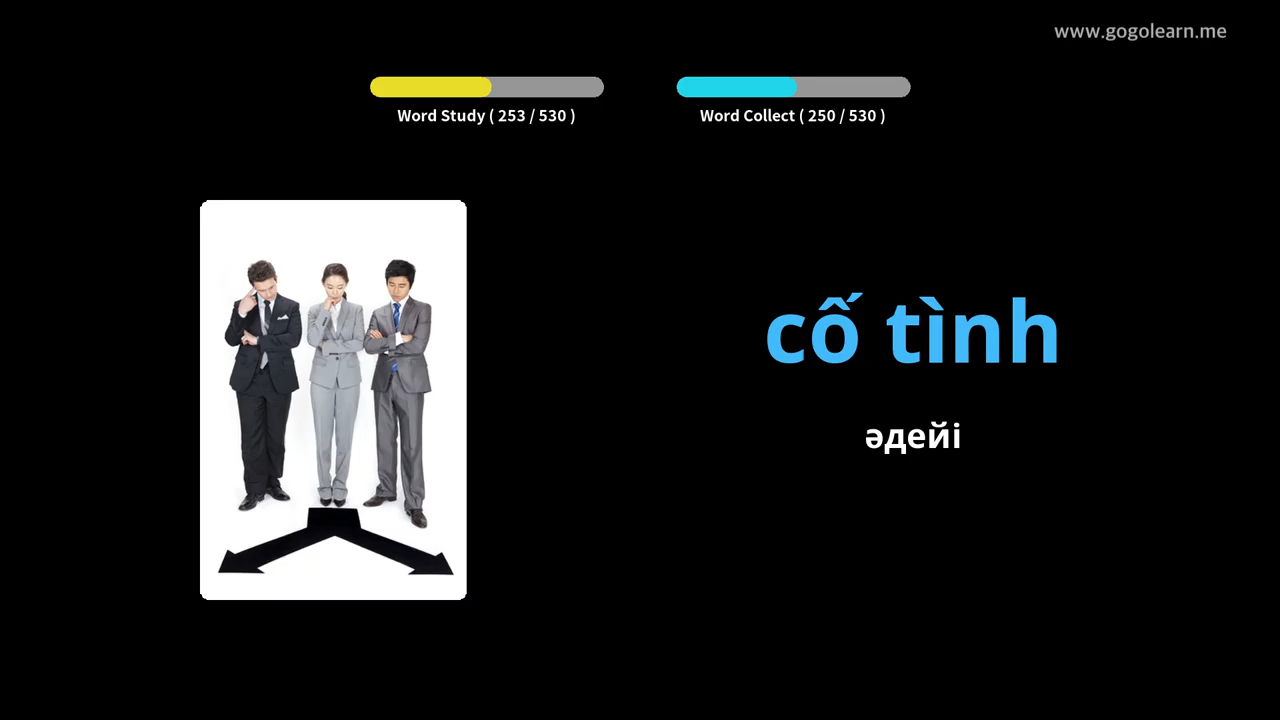 www.gogolearn.me
Word Study ( 253 / 530 )
Word Collect ( 250 / 530 )
cố tình
әдейі